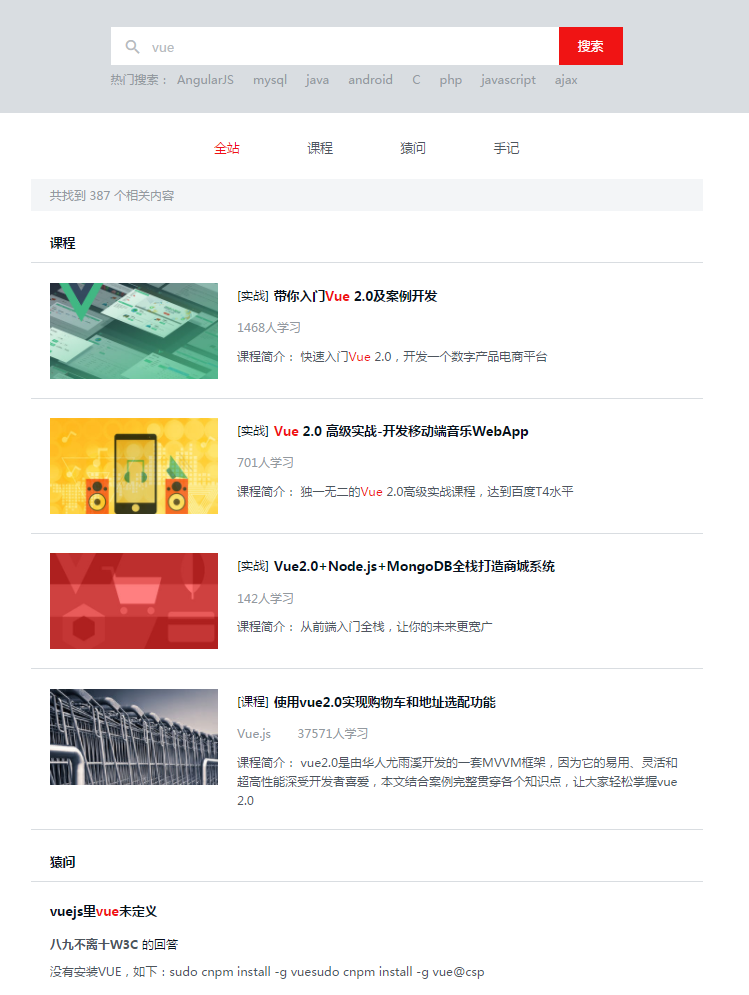 vue
搜索
热门搜索： AngularJS mysql java android C php javascript ajax
全站 课程 猿问 手记
共找到 387 个相关内容
课程
[实战] 带你入门Vue 2.0及案例开发
1468人学习
课程简介： 快速入门Vue 2.0，开发一个数字产品电商平台
[实战] Vue 2.0 高级实战-开发移动端音乐WebApp
701人学习
课程简介： 独一无二的Vue 2.0高级实战课程，达到百度T4水平
[实战] Vue2.0+Node.js+MongoDB全栈打造商城系统
142人学习
课程简介： 从前端入门全栈，让你的未来更宽广
[课程] 使用vue2.0实现购物车和地址选配功能
Vue.js 37571人学习
课程简介： vue2.0是由华人尤雨溪开发的一套MVVM框架，因为它的易用、灵活和
超高性能深受开发者喜爱，本文结合案例完整贯穿各个知识点，让大家轻松掌握vue
2.0
猿问
vuejs里vue未定义
八九不离十W3C 的回答
没有安装VUE，如下：sudo cnpm install -g vuesudo cnpm install -g vue@csp